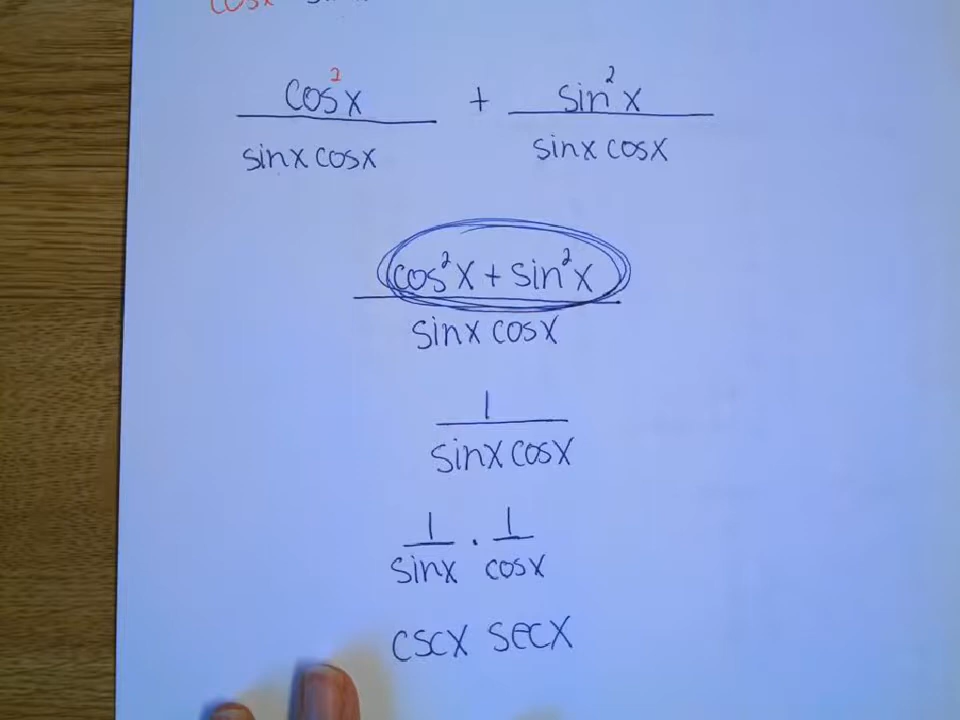 cosx
cos²x + sin²x
sinx cosx sinx cosx
cos²x + sin²x
sinx cosx
1
sinx cosx
1 · 1
sinx cosx
cscx secx